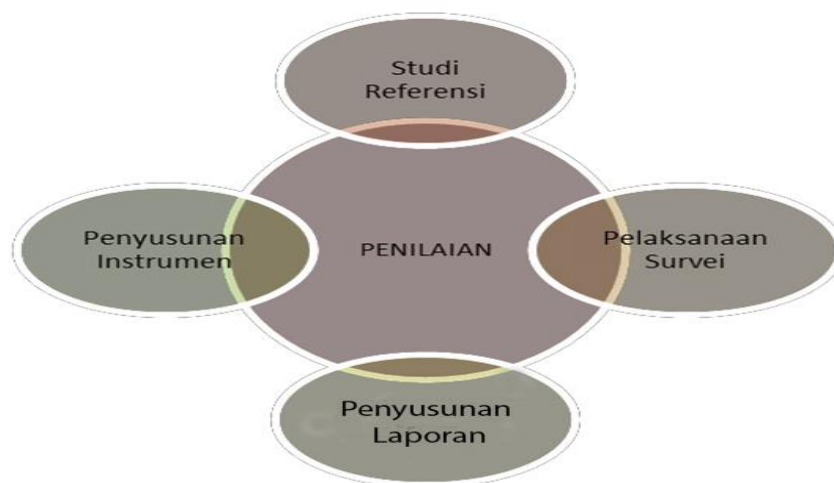 Studi
Referensi
Penyusunan
Instrumen
PENILAIAN
Pelaksanaan
Survei
Penyusunan
Laporan